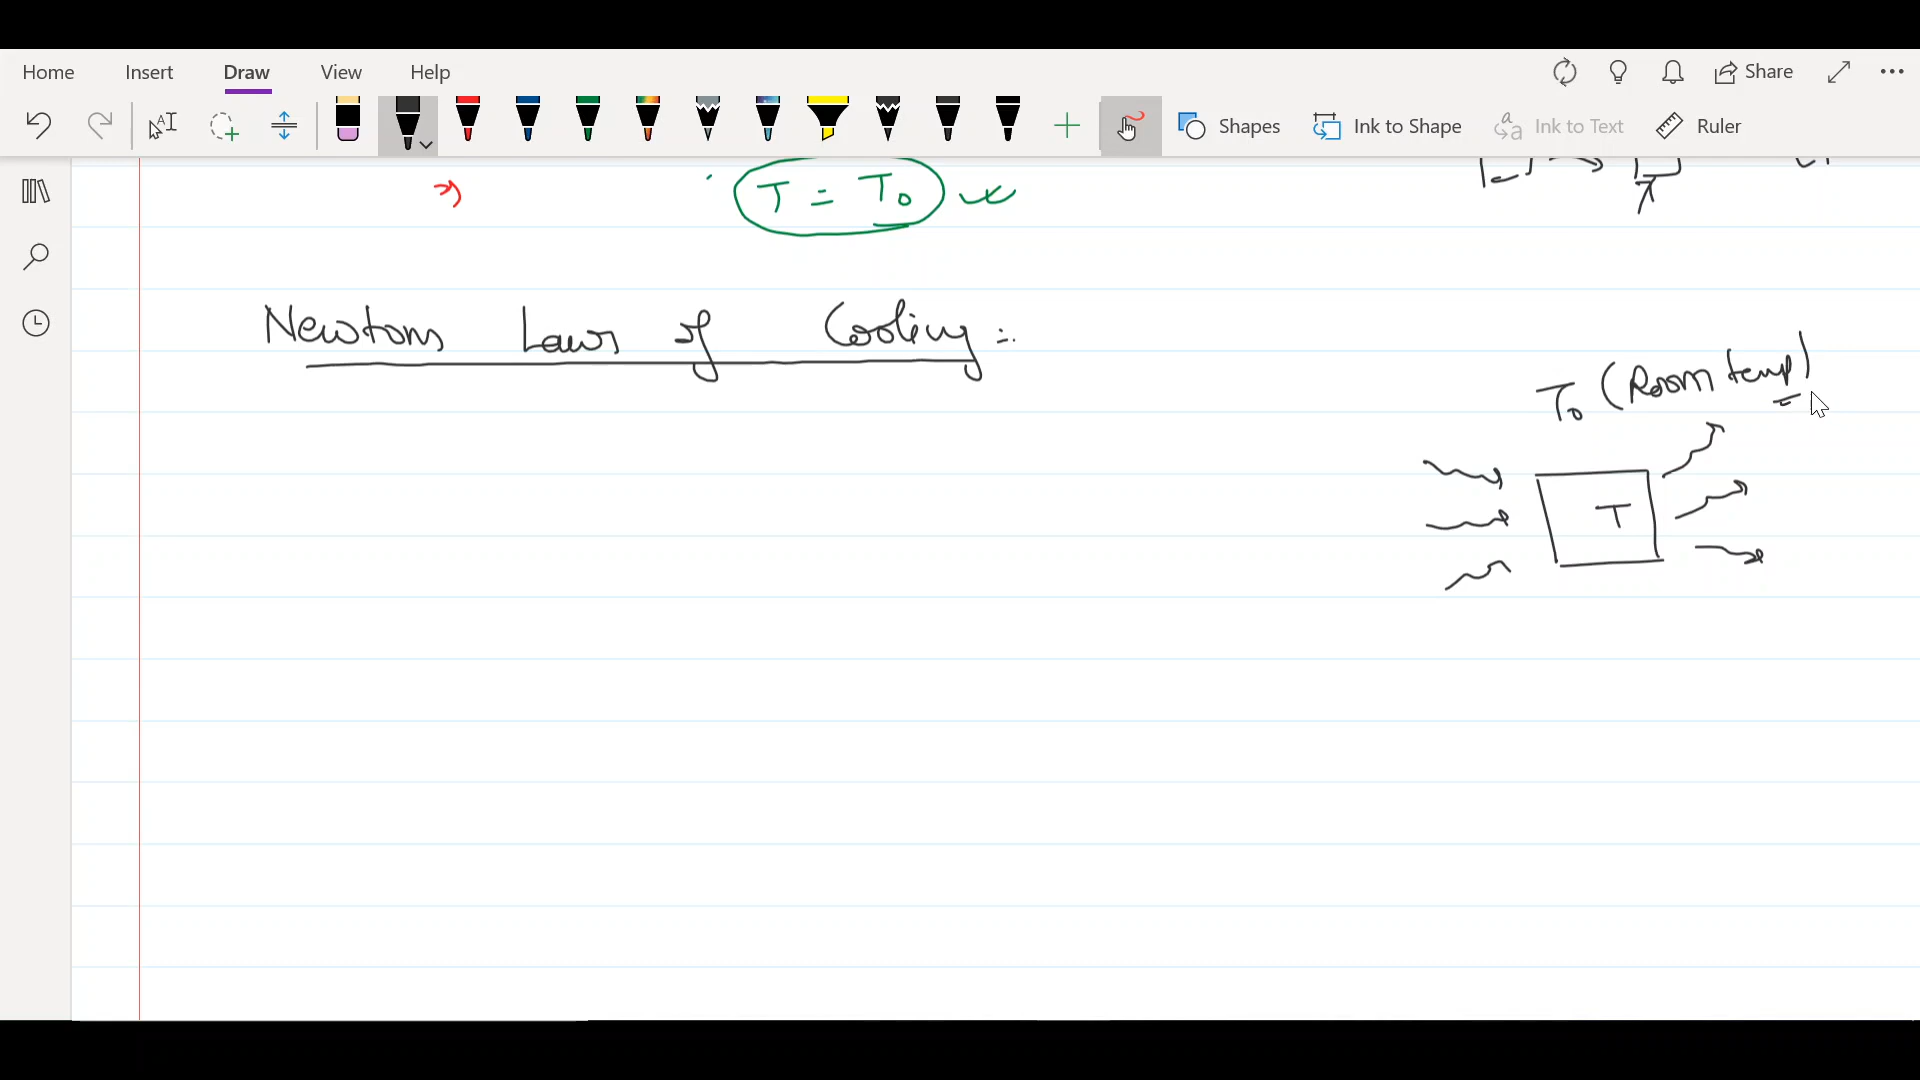 Home Insert Draw View Help Share
Shapes Ink to Shape Ink to Text Ruler
T = T₀
Newtons Laws of Cooling :-
T₀ (Room temp)
T